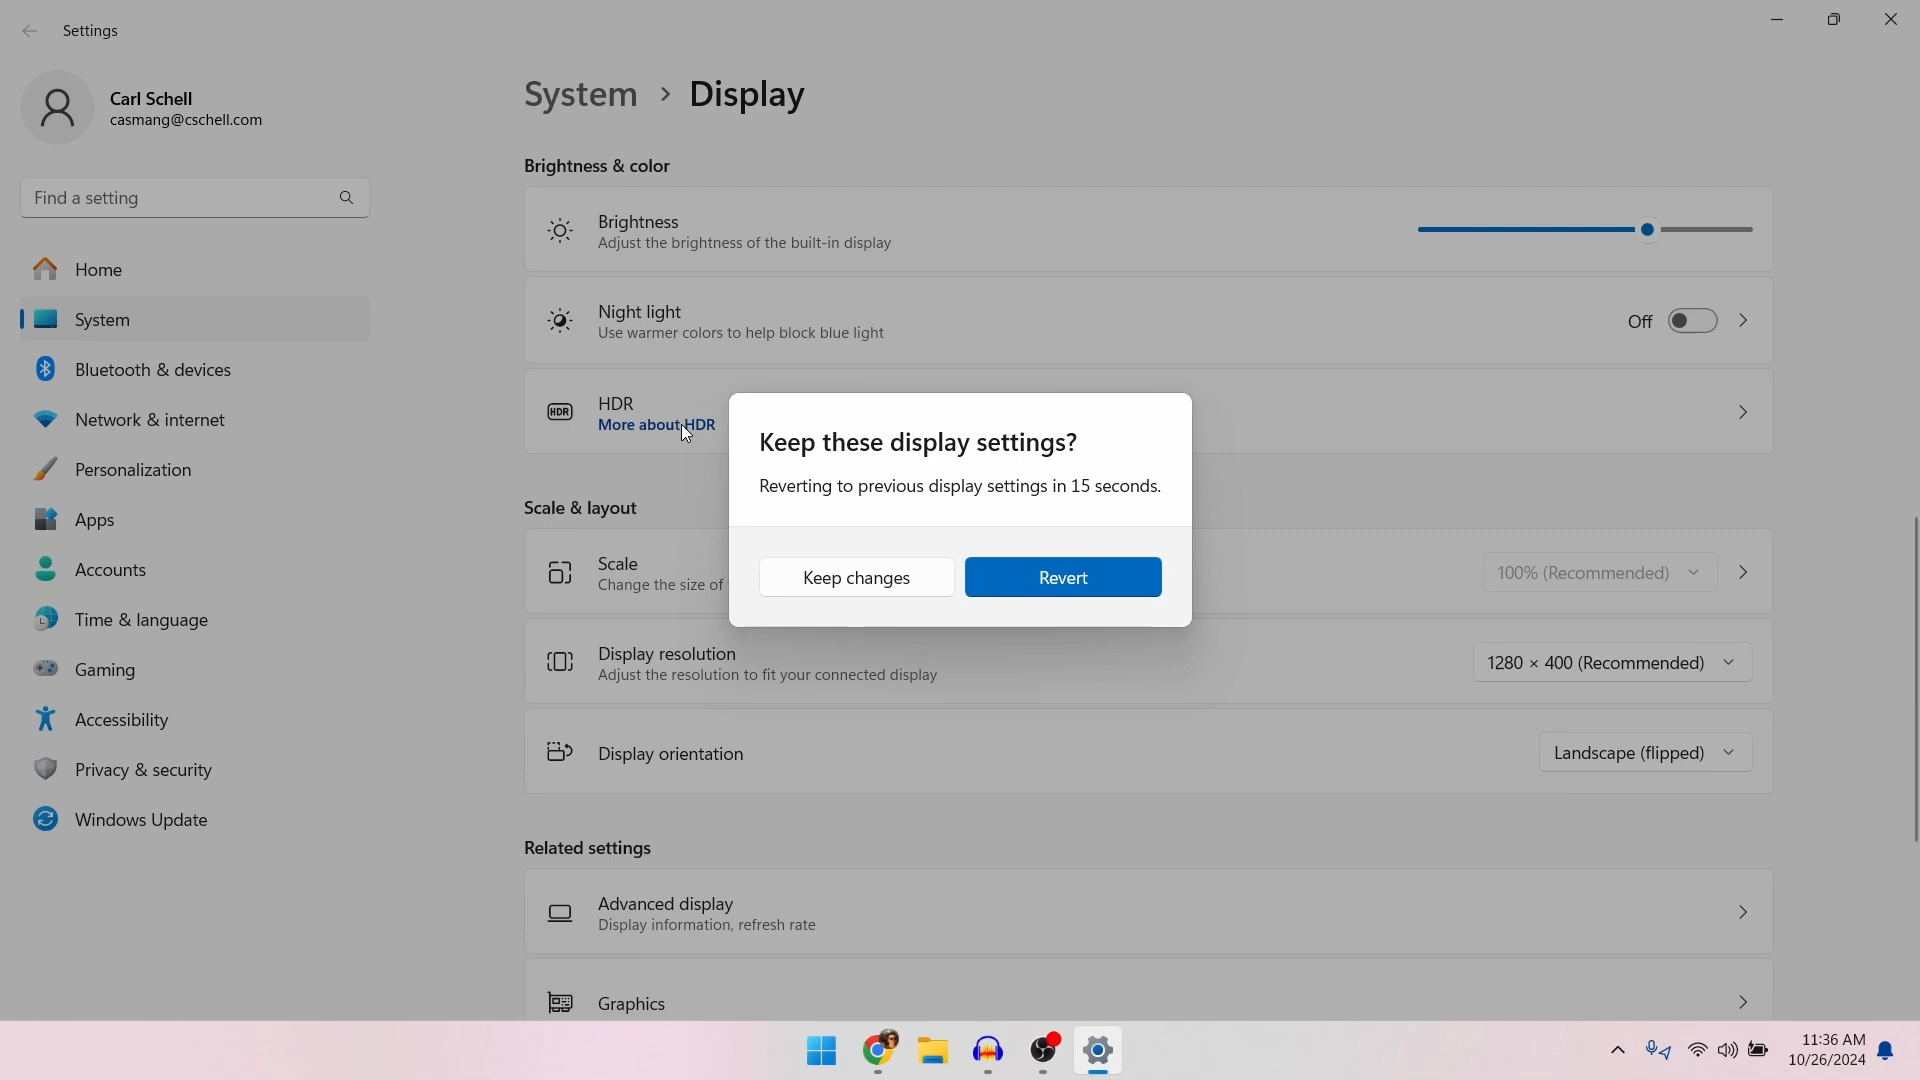 Settings
Carl Schell
casmang@cschell.com
Find a setting
Home
System
Bluetooth & devices
Network & internet
Personalization
Apps
Accounts
Time & language
Gaming
Accessibility
Privacy & security
Windows Update
System › Display
Brightness & color
Brightness
Adjust the brightness of the built-in display
Night light
Use warmer colors to help block blue light
Off
HDR
HDR
More about HDR
Keep these display settings?
Reverting to previous display settings in 15 seconds.
Keep changes
Revert
Scale & layout
Scale
Change the size of
100% (Recommended)
Display resolution
Adjust the resolution to fit your connected display
1280 × 400 (Recommended)
Display orientation
Landscape (flipped)
Related settings
Advanced display
Display information, refresh rate
Graphics
11:36 AM
10/26/2024